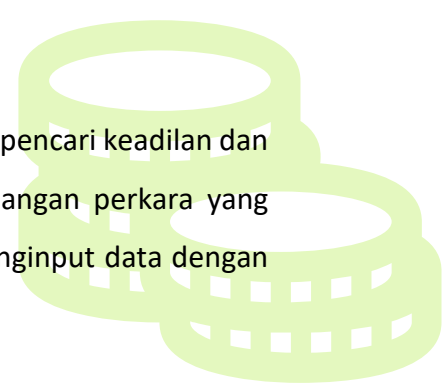 pencari keadilan dan
angan perkara yang
nginput data dengan